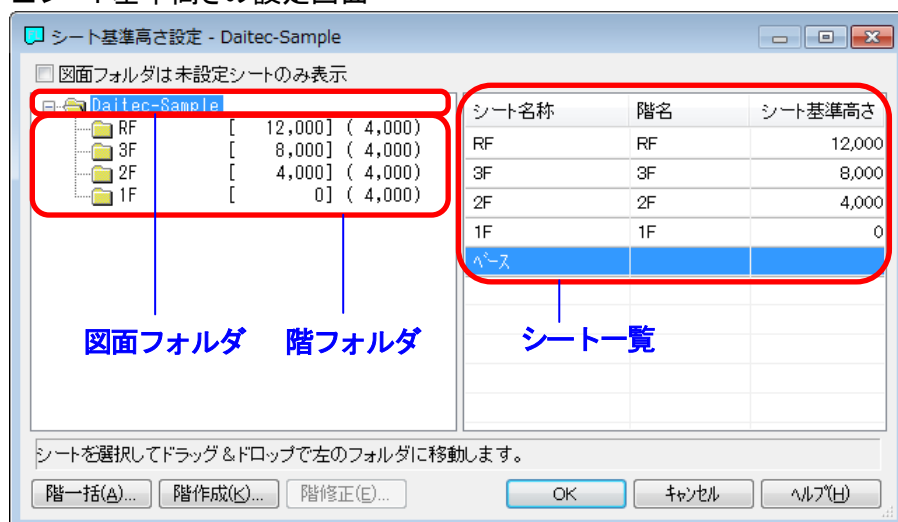 シート基準高さ設定 - Daitec-Sample
図面フォルダは未設定シートのみ表示
Daitec-Sample
RF [ 12,000] ( 4,000)
3F [ 8,000] ( 4,000)
2F [ 4,000] ( 4,000)
1F [ 0] ( 4,000)
シート名称 階名 シート基準高さ
RF RF 12,000
3F 3F 8,000
2F 2F 4,000
1F 1F 0
ベース
図面フォルダ 階フォルダ シート一覧
シートを選択してドラッグ&ドロップで左のフォルダに移動します。
階一括(A)... 階作成(K)... 階修正(E)... OK キャンセル ヘルプ(H)